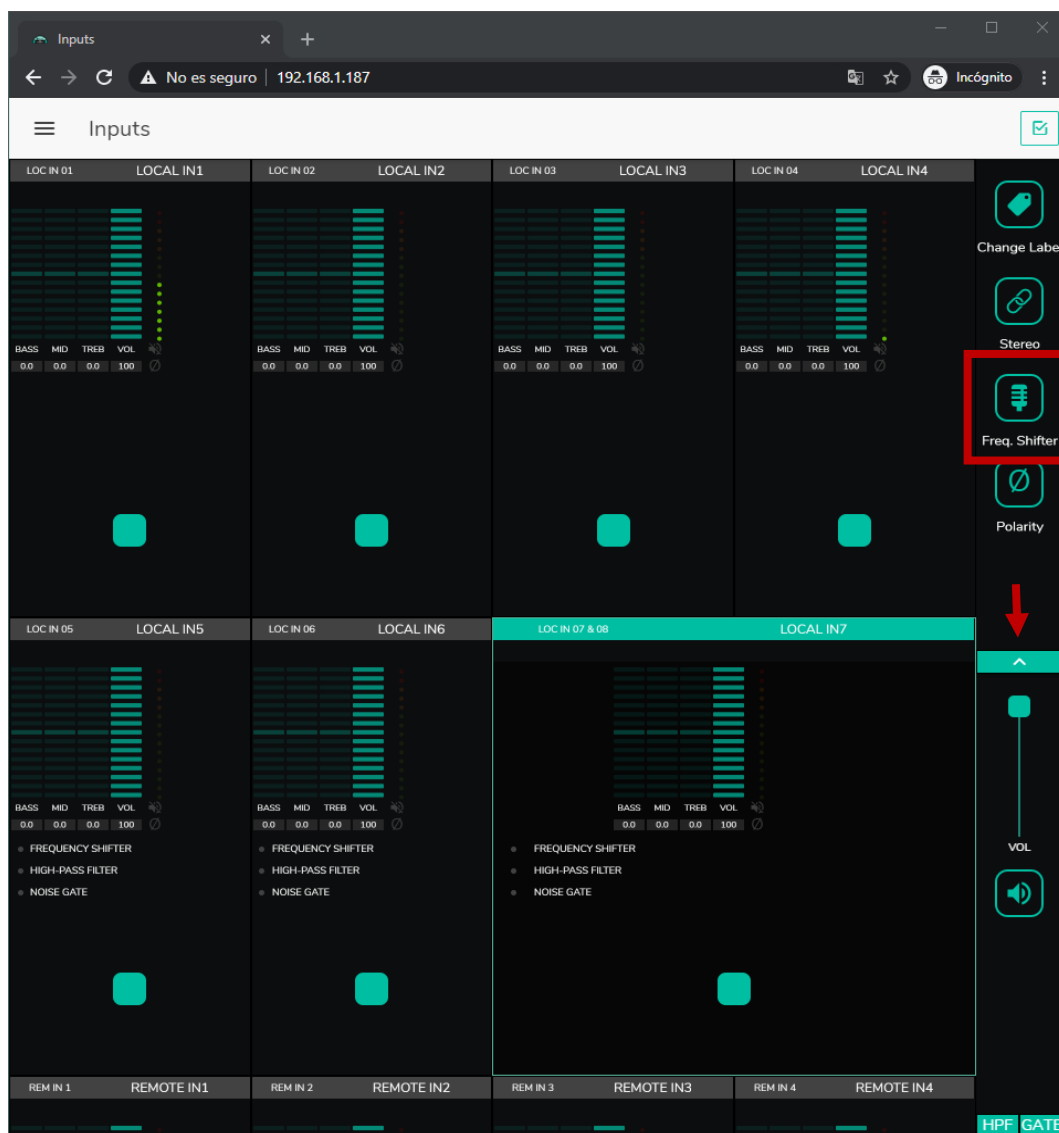 Inputs
No es seguro 192.168.1.187 Incógnito
Inputs
LOC IN 01 LOCAL IN1 LOC IN 02 LOCAL IN2 LOC IN 03 LOCAL IN3 LOC IN 04 LOCAL IN4
Change Labe
Stereo
BASS MID TREB VOL BASS MID TREB VOL BASS MID TREB VOL BASS MID TREB VOL
0.0 0.0 0.0 100 Ø 0.0 0.0 0.0 100 Ø 0.0 0.0 0.0 100 Ø 0.0 0.0 0.0 100 Ø
Freq. Shifter
Ø
Polarity
LOC IN 05 LOCAL IN5 LOC IN 06 LOCAL IN6 LOC IN 07 & 08 LOCAL IN7
BASS MID TREB VOL BASS MID TREB VOL BASS MID TREB VOL
0.0 0.0 0.0 100 Ø 0.0 0.0 0.0 100 Ø 0.0 0.0 0.0 100 Ø
VOL
FREQUENCY SHIFTER FREQUENCY SHIFTER FREQUENCY SHIFTER
HIGH-PASS FILTER HIGH-PASS FILTER HIGH-PASS FILTER
NOISE GATE NOISE GATE NOISE GATE
REM IN 1 REMOTE IN1 REM IN 2 REMOTE IN2 REM IN 3 REMOTE IN3 REM IN 4 REMOTE IN4
HPF GATE